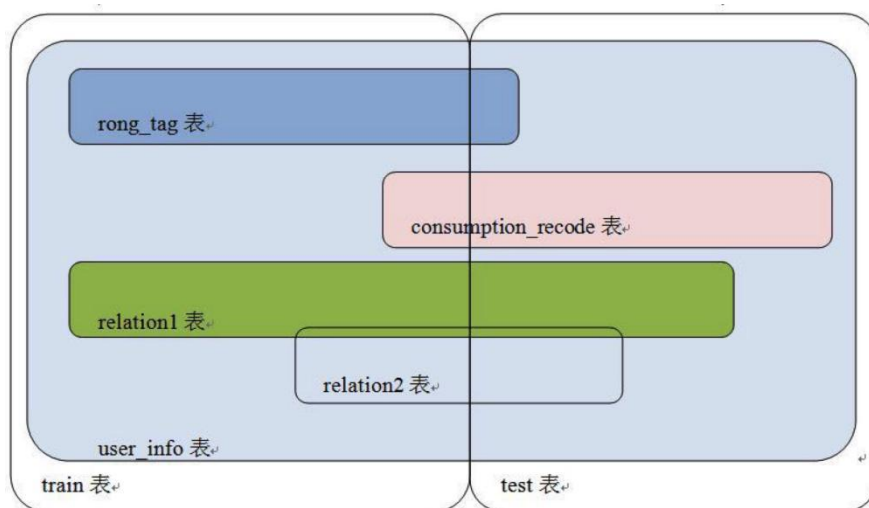 rong_tag 表
consumption_recode 表
relation1 表
relation2 表
user_info 表
train 表
test 表